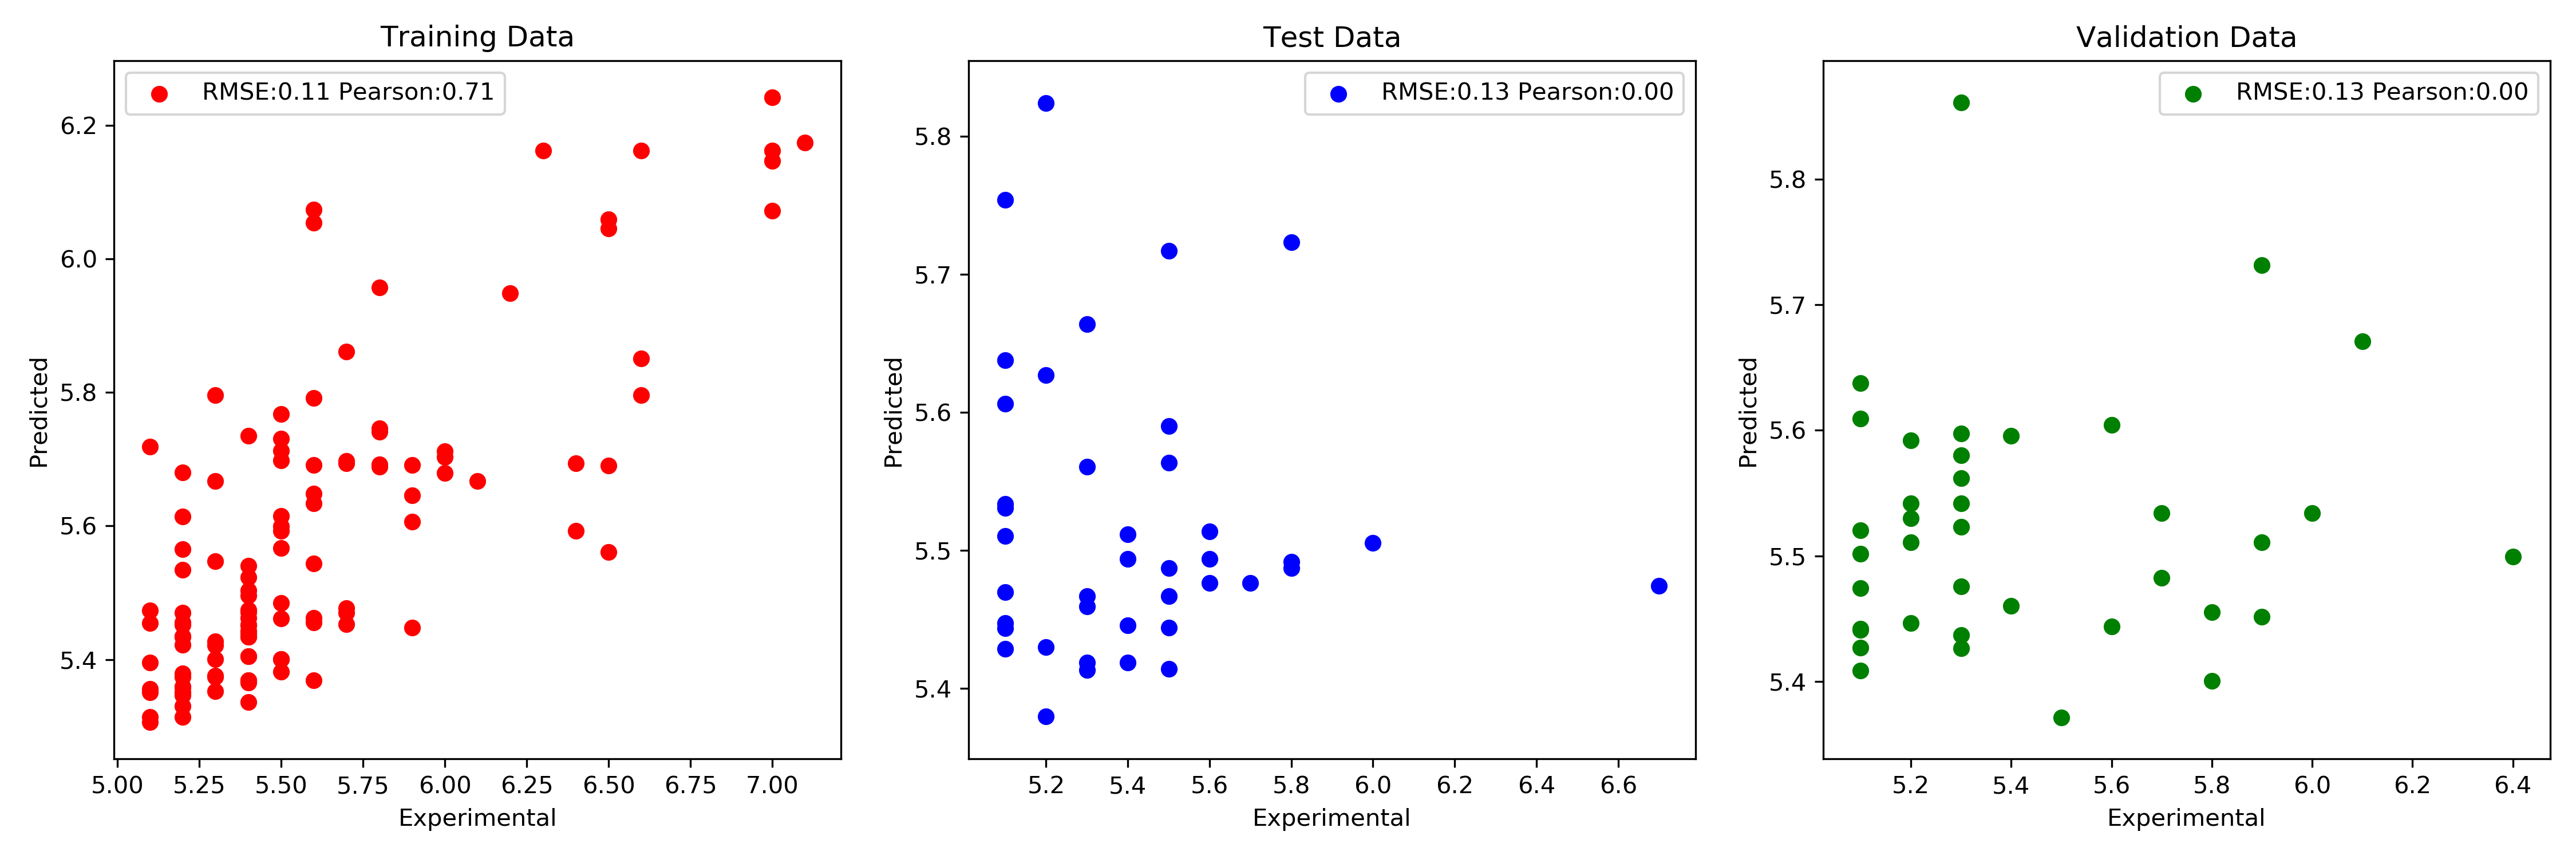 Training Data
RMSE:0.11 Pearson:0.71
6.2
6.0
5.8
5.6
5.4
Predicted
5.00 5.25 5.50 5.75 6.00 6.25 6.50 6.75 7.00
Experimental
Test Data
RMSE:0.13 Pearson:0.00
5.8
5.7
5.6
5.5
5.4
Predicted
5.2 5.4 5.6 5.8 6.0 6.2 6.4 6.6
Experimental
Validation Data
RMSE:0.13 Pearson:0.00
5.8
5.7
5.6
5.5
5.4
Predicted
5.2 5.4 5.6 5.8 6.0 6.2 6.4
Experimental